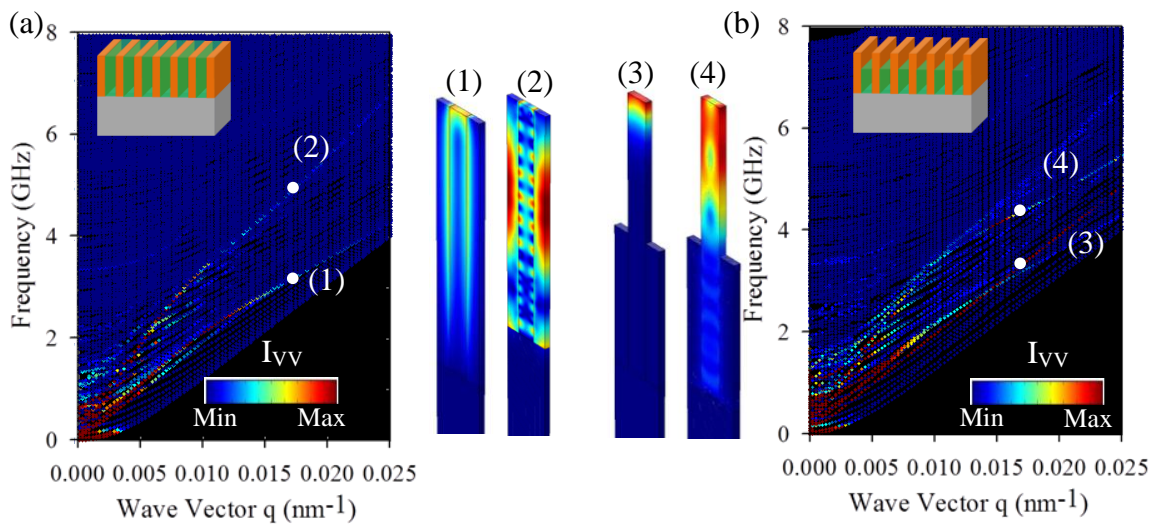 (a)
8
6
4
2
0
Frequency (GHz)
(2)
(1)
I_VV
Min Max
0.000 0.005 0.010 0.015 0.020 0.025
Wave Vector q (nm-1)
(1) (2) (3) (4)
(b)
8
6
4
2
0
Frequency (GHz)
(4)
(3)
I_VV
Min Max
0.000 0.005 0.010 0.015 0.020 0.025
Wave Vector q (nm-1)